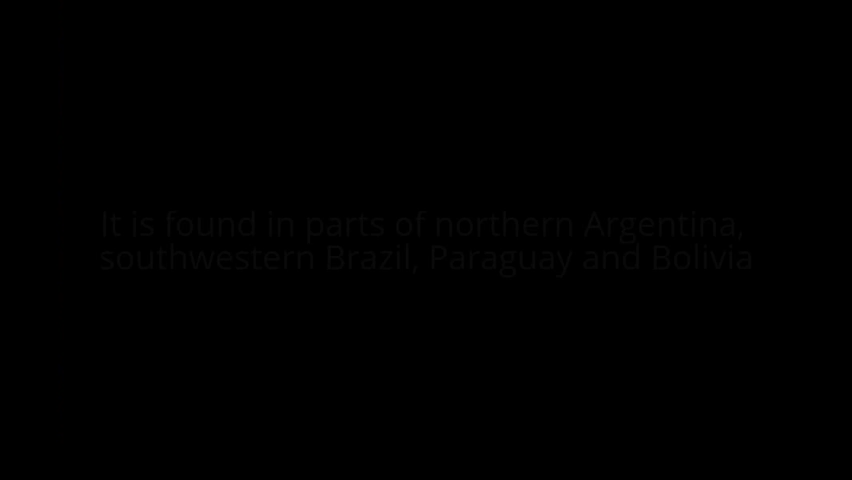 It is found in parts of northern Argentina,
southwestern Brazil, Paraguay and Bolivia